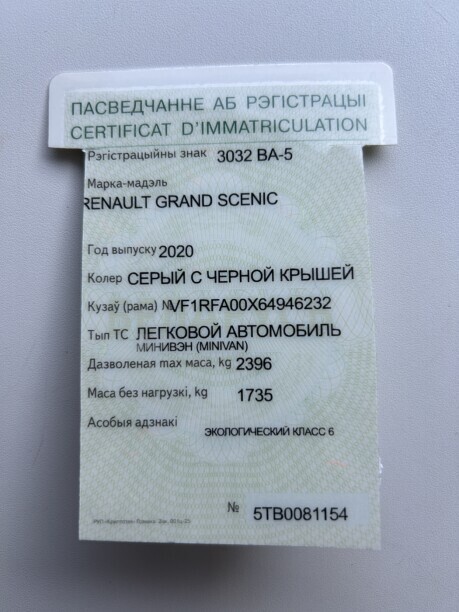 ПАСВЕДЧАННЕ АБ РЭГІСТРАЦЫІ
CERTIFICAT D'IMMATRICULATION
Рэгістрацыйны знак 3032 ВА-5
Марка-мадэль
RENAULT GRAND SCENIC
Год выпуску 2020
Колер СЕРЫЙ С ЧЕРНОЙ КРЫШЕЙ
Кузаў (рама) № VF1RFA00X64946232
Тып ТС ЛЕГКОВОЙ АВТОМОБИЛЬ
МИНИВЭН (MINIVAN)
Дазволеная max маса, kg 2396
Маса без нагрузкі, kg 1735
Асобыя адзнакі
ЭКОЛОГИЧЕСКИЙ КЛАСС 6
№ 5TB0081154